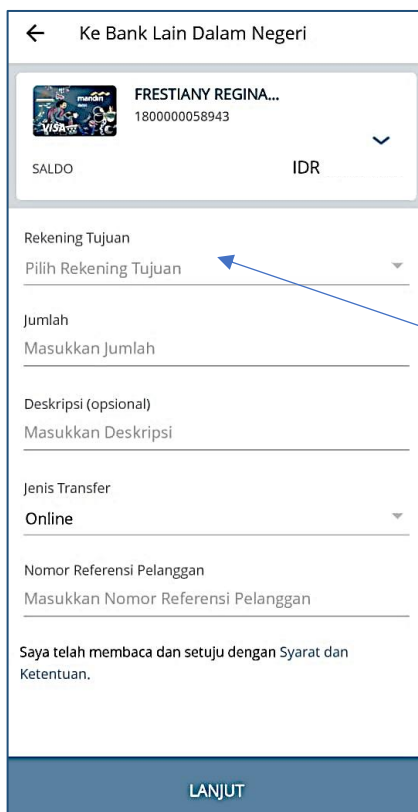 Ke Bank Lain Dalam Negeri
mandiri
VISA
FRESTIANY REGINA...
1800000058943
SALDO
IDR
Rekening Tujuan
Pilih Rekening Tujuan
Jumlah
Masukkan Jumlah
Deskripsi (opsional)
Masukkan Deskripsi
Jenis Transfer
Online
Nomor Referensi Pelanggan
Masukkan Nomor Referensi Pelanggan
Saya telah membaca dan setuju dengan Syarat dan
Ketentuan.
LANJUT